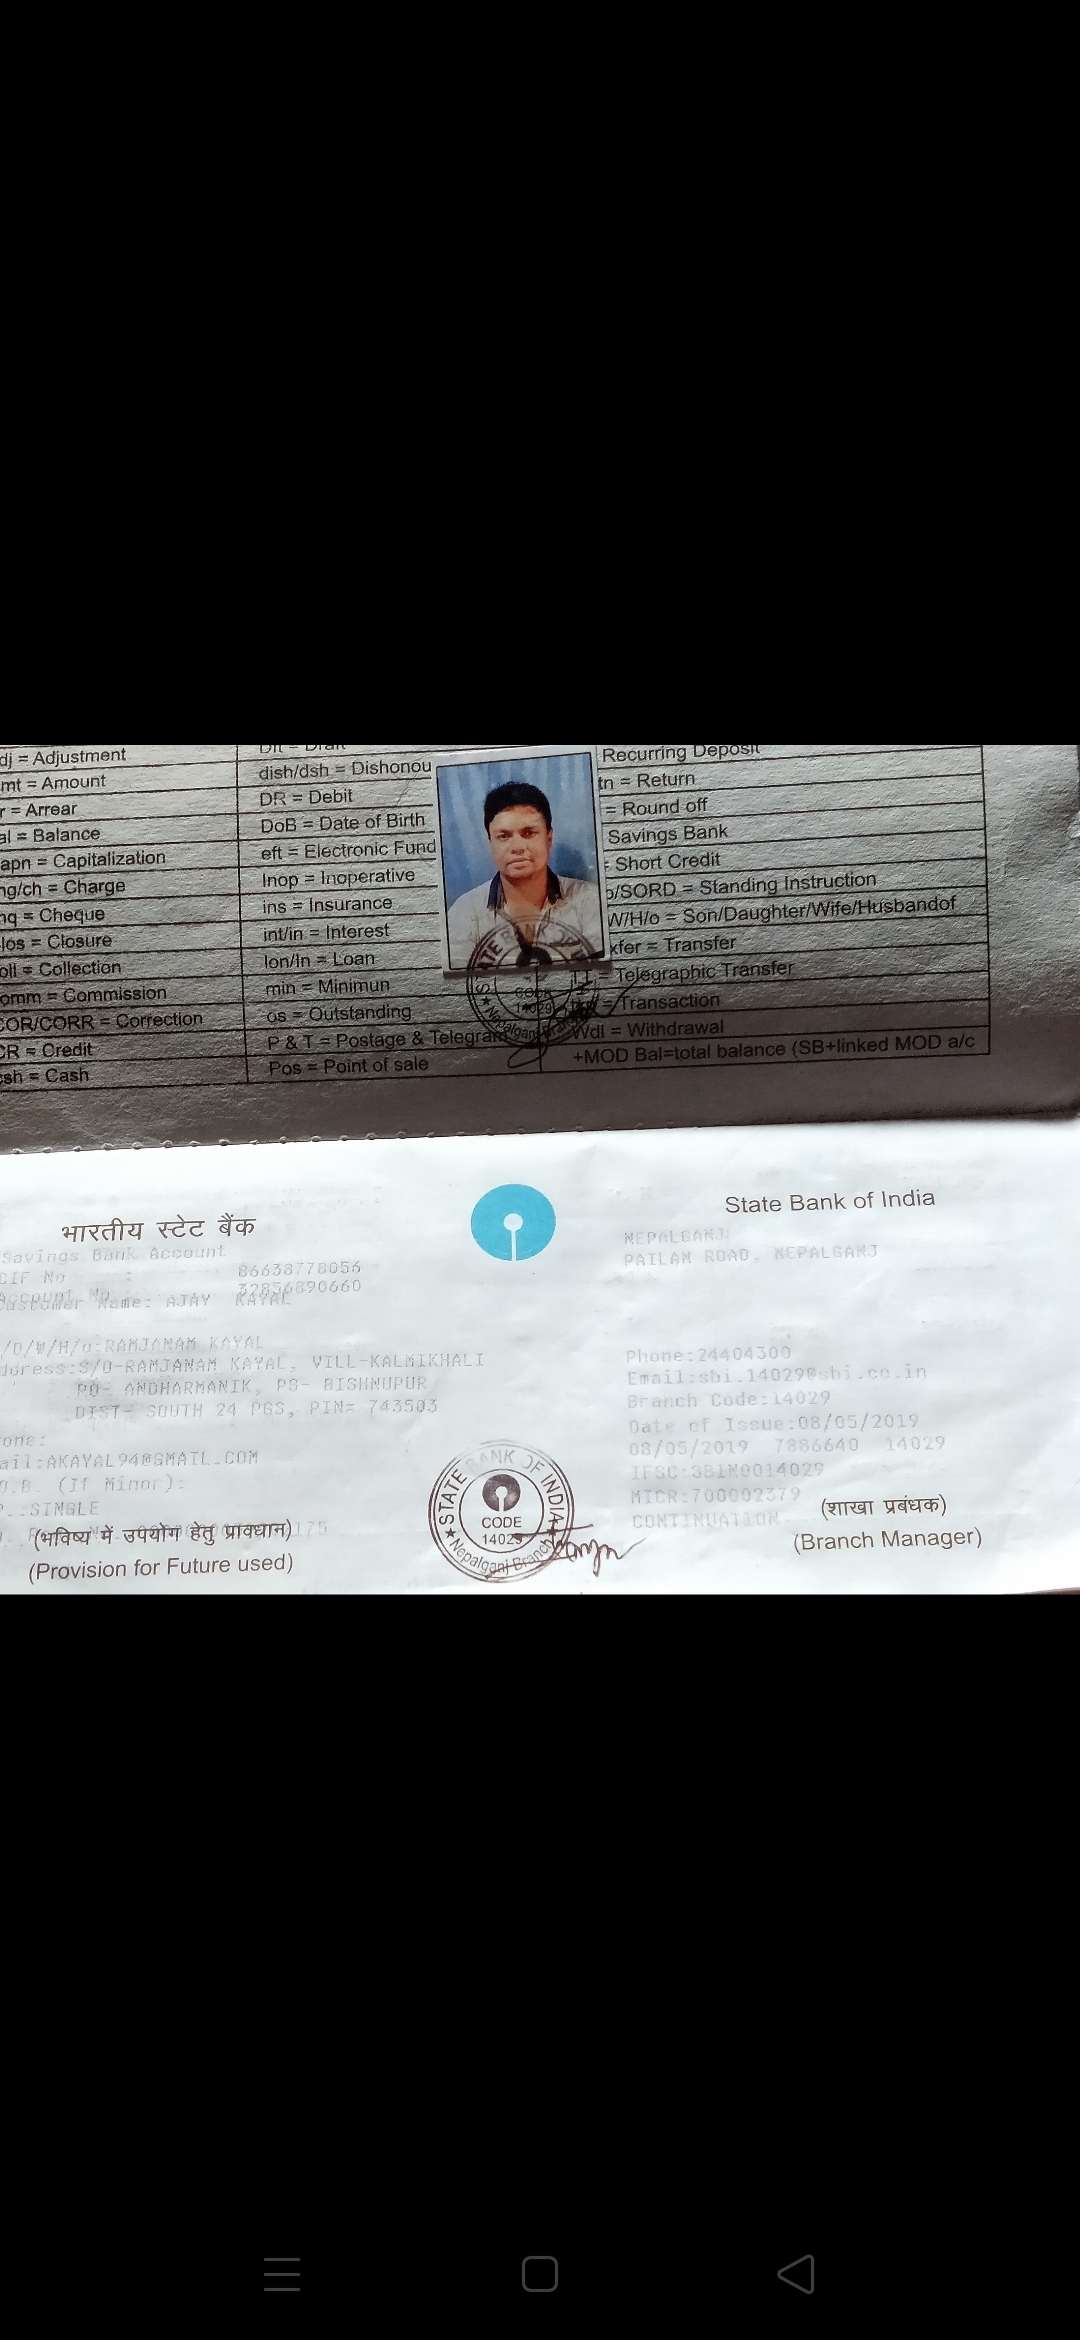 dj = Adjustment
mt = Amount
r = Arrear
al = Balance
apn = Capitalization
ng/ch = Charge
hq = Cheque
los = Closure
oll = Collection
omm = Commission
COR/CORR = Correction
CR = Credit
csh = Cash
Dft = Draft
dish/dsh = Dishonou
DR = Debit
DoB = Date of Birth
eft = Electronic Fund
Inop = Inoperative
ins = Insurance
int/in = Interest
lon/ln = Loan
min = Minimun
os = Outstanding
P & T = Postage & Telegram
Pos = Point of sale
Recurring Deposit
tn = Return
= Round off
Savings Bank
= Short Credit
o/SORD = Standing Instruction
W/H/o = Son/Daughter/Wife/Husbandof
xfer = Transfer
TT = Telegraphic Transfer
= Transaction
Wdl = Withdrawal
+MOD Bal=total balance (SB+linked MOD a/c
CODE
14029
Nepalganj Branch
भारतीय स्टेट बैंक
Savings Bank Account
CIF No : 86638778056
Account No 32856890660
Customer Name: AJAY KAYAL
/D/W/H/o:RAMJANAM KAYAL
ddress:S/O-RAMJANAM KAYAL, VILL-KALMIKHALI
PO- ANDHARMANIK, PS- BISHNUPUR
DIST- SOUTH 24 PGS, PIN= 743503
one:
ail:AKAYAL94@GMAIL.COM
O.B. (If Minor):
P..SINGLE
(भविष्य में उपयोग हेतु प्रावधान)
(Provision for Future used)
STATE BANK OF INDIA
CODE
14029
Nepalganj Branch
State Bank of India
NEPALGANJ
PAILAN ROAD, NEPALGANJ
Phone:24404300
Email:sbi.14029@sbi.co.in
Branch Code:14029
Date of Issue:08/05/2019
08/05/2019 7886640 14029
IFSC:SBIN0014029
MICR:700002379
CONTINUATION
(शाखा प्रबंधक)
(Branch Manager)